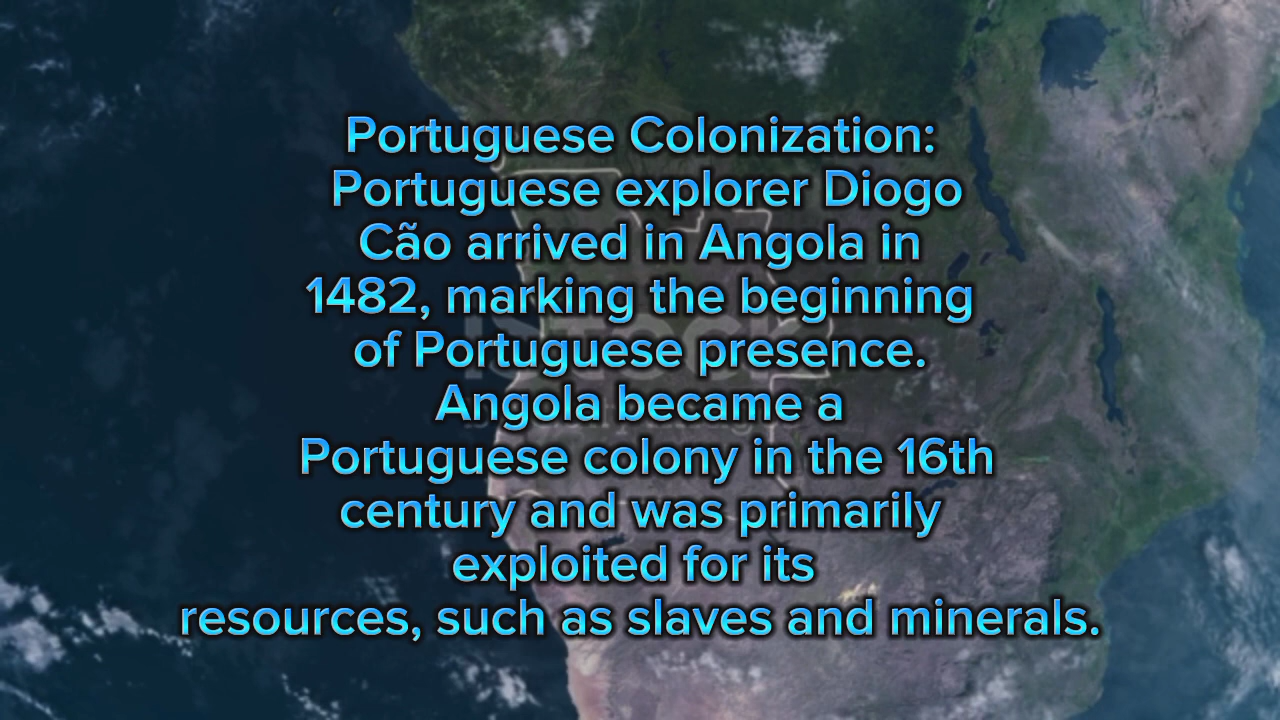 Portuguese Colonization:
Portuguese explorer Diogo
Cão arrived in Angola in
1482, marking the beginning
of Portuguese presence.
Angola became a
Portuguese colony in the 16th
century and was primarily
exploited for its
resources, such as slaves and minerals.